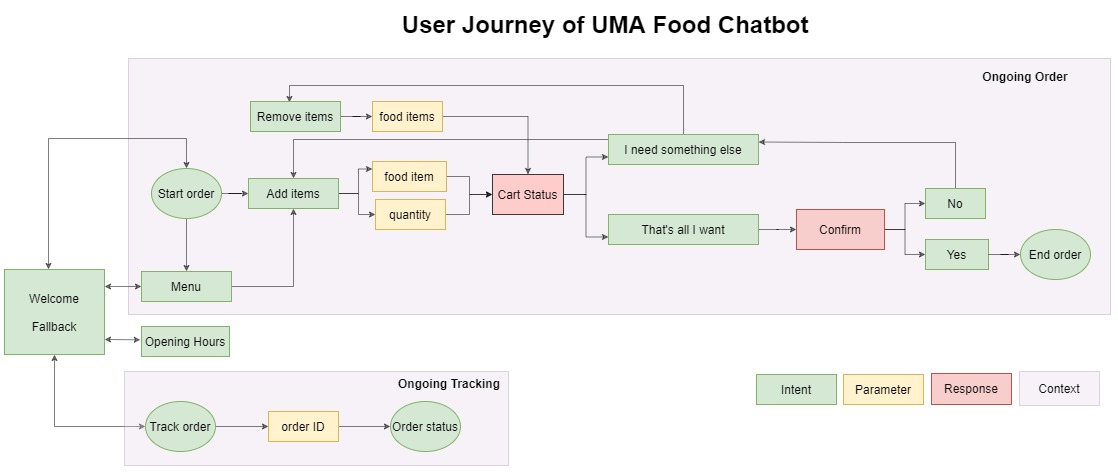 User Journey of UMA Food Chatbot
Ongoing Order
Remove items
food items
I need something else
Start order
Add items
food item
quantity
Cart Status
That's all I want
Confirm
No
Yes
End order
Menu
Welcome
Fallback
Opening Hours
Ongoing Tracking
Track order
order ID
Order status
Intent
Parameter
Response
Context